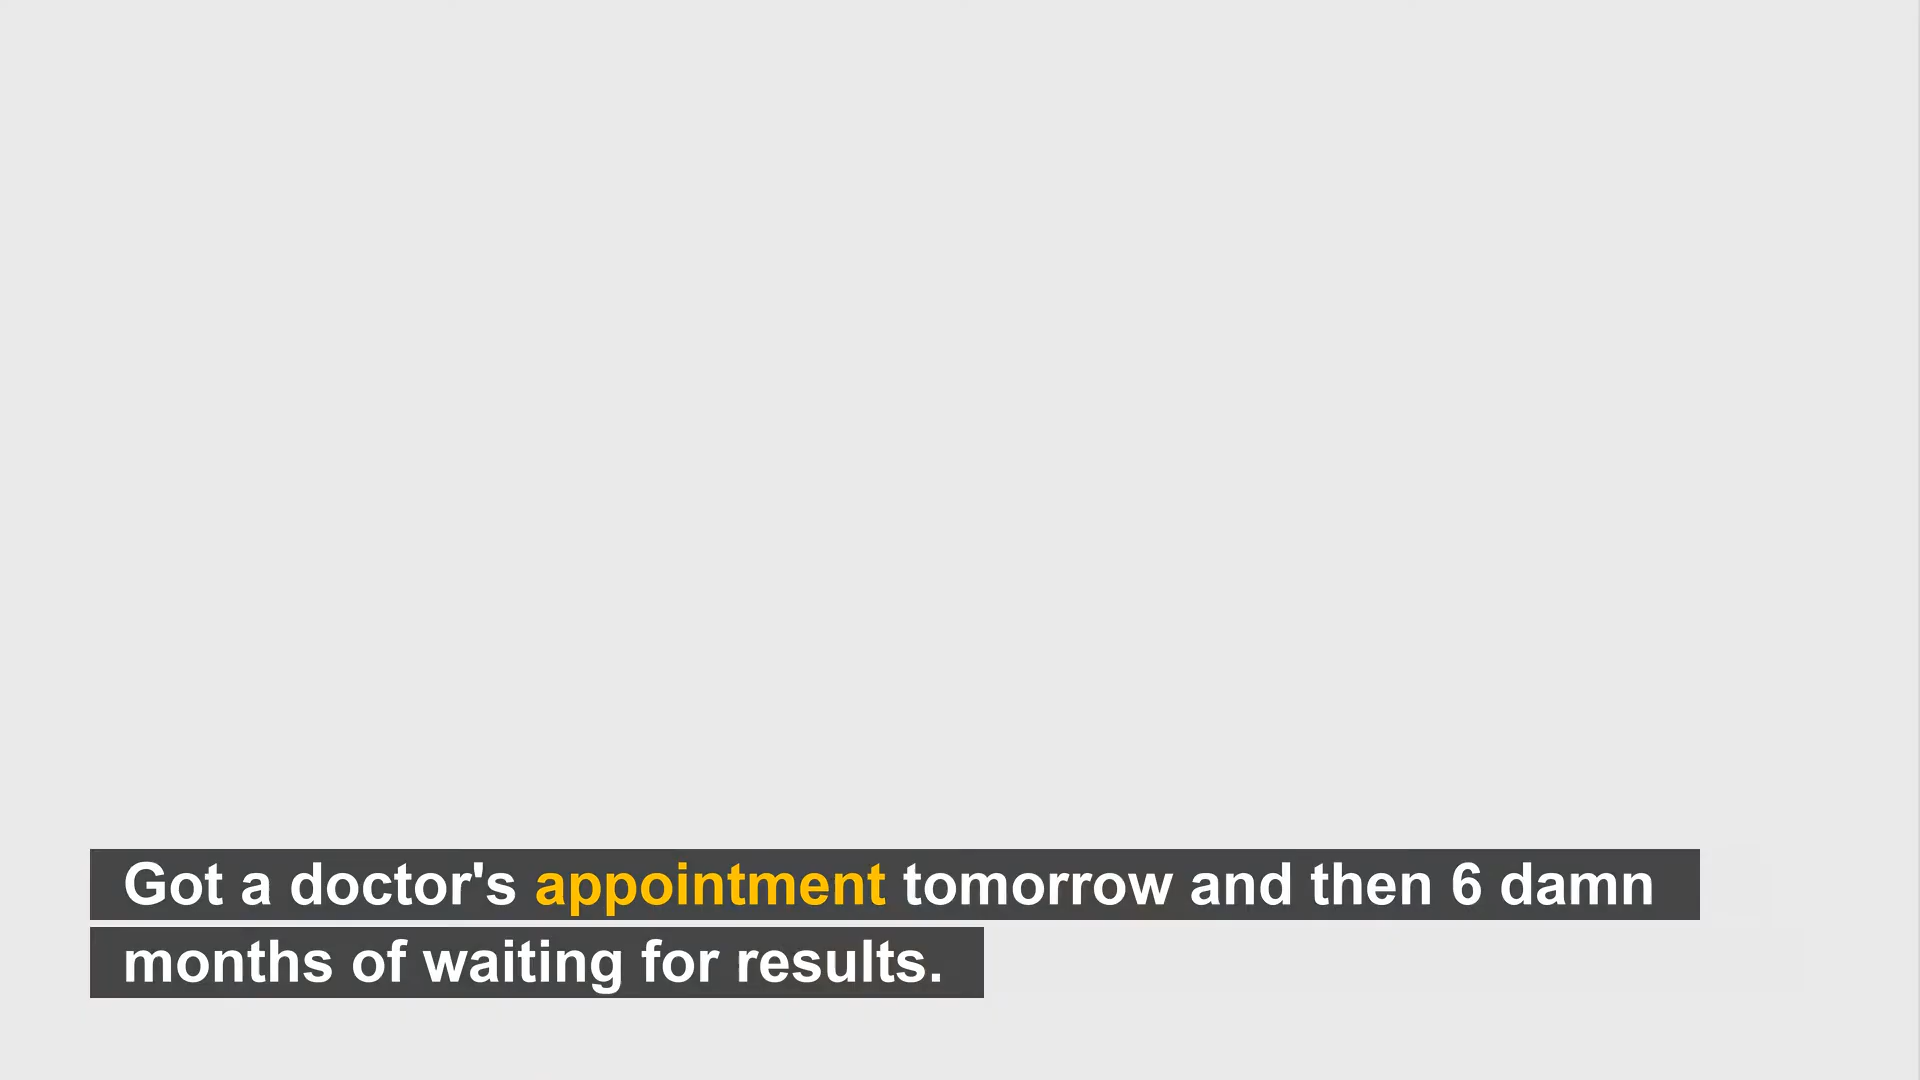 Got a doctor's appointment tomorrow and then 6 damn
months of waiting for results.